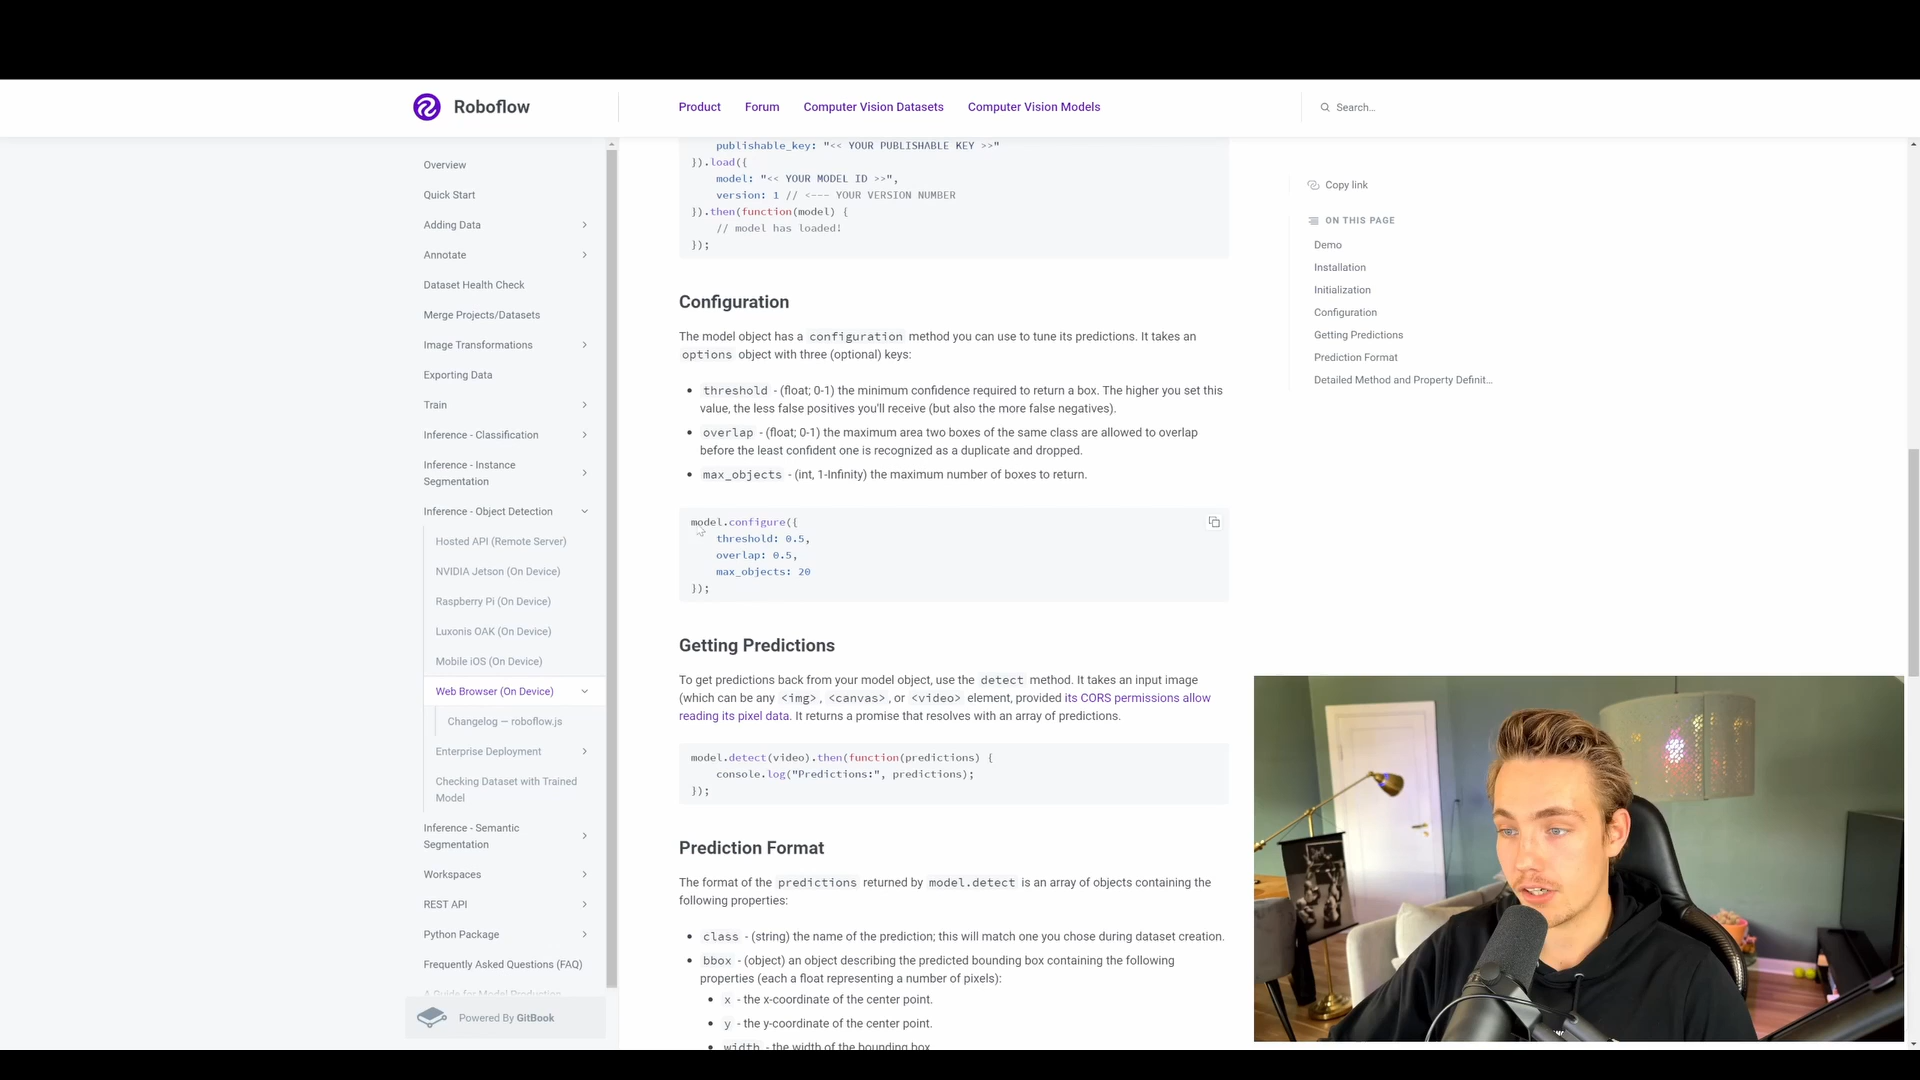 Roboflow
Product
Forum
Computer Vision Datasets
Computer Vision Models
Search...
Overview
Quick Start
Adding Data
Annotate
Dataset Health Check
Merge Projects/Datasets
Image Transformations
Exporting Data
Train
Inference - Classification
Inference - Instance
Segmentation
Inference - Object Detection
Hosted API (Remote Server)
NVIDIA Jetson (On Device)
Raspberry Pi (On Device)
Luxonis OAK (On Device)
Mobile iOS (On Device)
Web Browser (On Device)
Changelog — roboflow.js
Enterprise Deployment
Checking Dataset with Trained
Model
Inference - Semantic
Segmentation
Workspaces
REST API
Python Package
Frequently Asked Questions (FAQ)
A Guide for Model Production
Powered By GitBook
publishable_key: "<< YOUR PUBLISHABLE KEY >>"
}).load({
model: "<< YOUR MODEL ID >>",
version: 1 // <--- YOUR VERSION NUMBER
}).then(function(model) {
// model has loaded!
});
Configuration
The model object has a configuration method you can use to tune its predictions. It takes an
options object with three (optional) keys:
• threshold - (float; 0-1) the minimum confidence required to return a box. The higher you set this
value, the less false positives you'll receive (but also the more false negatives).
• overlap - (float; 0-1) the maximum area two boxes of the same class are allowed to overlap
before the least confident one is recognized as a duplicate and dropped.
• max_objects - (int, 1-Infinity) the maximum number of boxes to return.
model.configure({
threshold: 0.5,
overlap: 0.5,
max_objects: 20
});
Getting Predictions
To get predictions back from your model object, use the detect method. It takes an input image
(which can be any <img>, <canvas>, or <video> element, provided its CORS permissions allow
reading its pixel data. It returns a promise that resolves with an array of predictions.
model.detect(video).then(function(predictions) {
console.log("Predictions:", predictions);
});
Prediction Format
The format of the predictions returned by model.detect is an array of objects containing the
following properties:
• class - (string) the name of the prediction; this will match one you chose during dataset creation.
• bbox - (object) an object describing the predicted bounding box containing the following
properties (each a float representing a number of pixels):
• x - the x-coordinate of the center point.
• y - the y-coordinate of the center point.
• width - the width of the bounding box
Copy link
ON THIS PAGE
Demo
Installation
Initialization
Configuration
Getting Predictions
Prediction Format
Detailed Method and Property Definit...